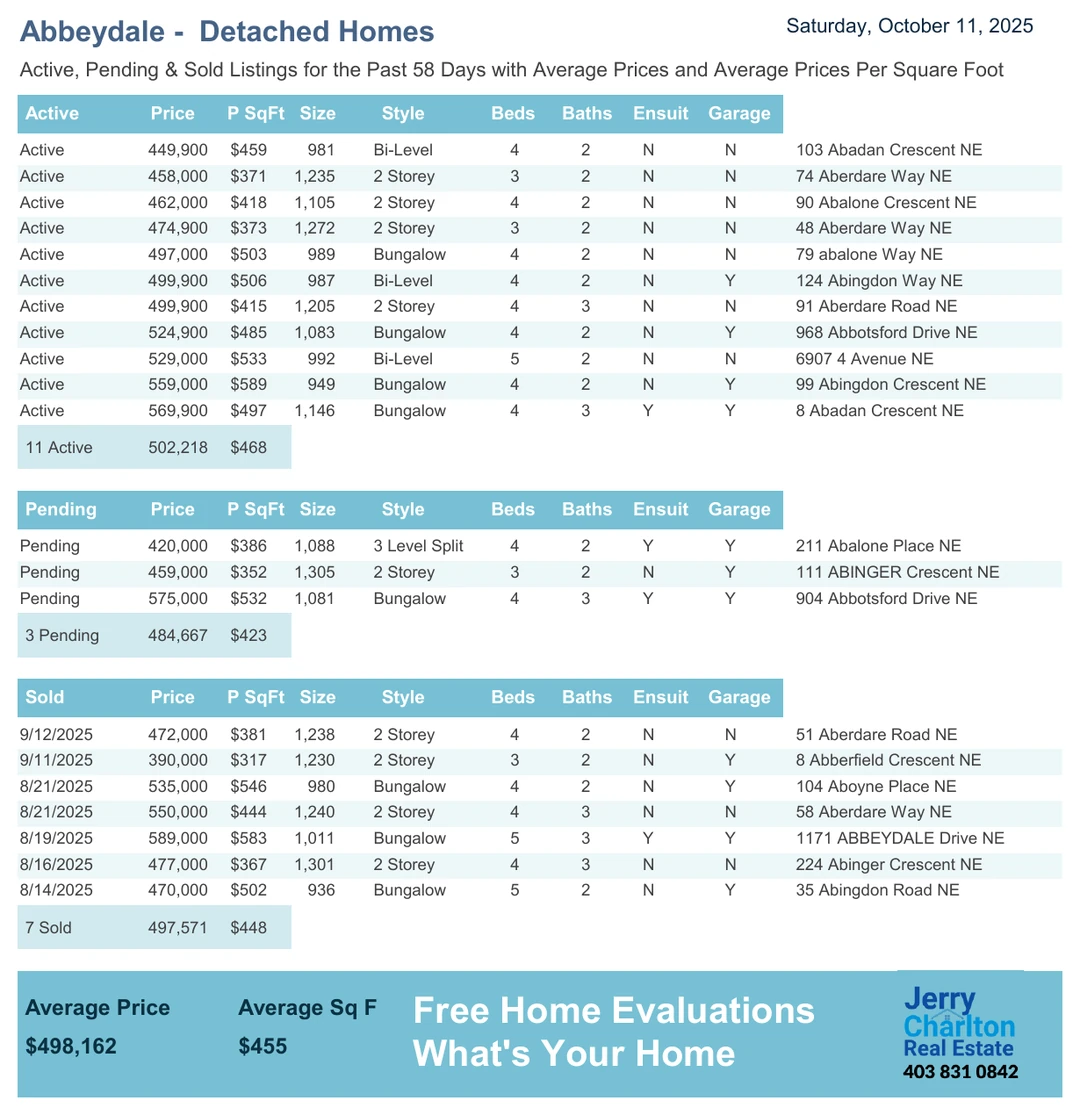 Abbeydale - Detached Homes
Saturday, October 11, 2025
Active, Pending & Sold Listings for the Past 58 Days with Average Prices and Average Prices Per Square Foot
Active Price P SqFt Size Style Beds Baths Ensuit Garage
Active 449,900 $459 981 Bi-Level 4 2 N N 103 Abadan Crescent NE
Active 458,000 $371 1,235 2 Storey 3 2 N N 74 Aberdare Way NE
Active 462,000 $418 1,105 2 Storey 4 2 N N 90 Abalone Crescent NE
Active 474,900 $373 1,272 2 Storey 3 2 N N 48 Aberdare Way NE
Active 497,000 $503 989 Bungalow 4 2 N N 79 abalone Way NE
Active 499,900 $506 987 Bi-Level 4 2 N Y 124 Abingdon Way NE
Active 499,900 $415 1,205 2 Storey 4 3 N N 91 Aberdare Road NE
Active 524,900 $485 1,083 Bungalow 4 2 N Y 968 Abbotsford Drive NE
Active 529,000 $533 992 Bi-Level 5 2 N N 6907 4 Avenue NE
Active 559,000 $589 949 Bungalow 4 2 N Y 99 Abingdon Crescent NE
Active 569,900 $497 1,146 Bungalow 4 3 Y Y 8 Abadan Crescent NE
11 Active 502,218 $468
Pending Price P SqFt Size Style Beds Baths Ensuit Garage
Pending 420,000 $386 1,088 3 Level Split 4 2 Y Y 211 Abalone Place NE
Pending 459,000 $352 1,305 2 Storey 3 2 N Y 111 ABINGER Crescent NE
Pending 575,000 $532 1,081 Bungalow 4 3 Y Y 904 Abbotsford Drive NE
3 Pending 484,667 $423
Sold Price P SqFt Size Style Beds Baths Ensuit Garage
9/12/2025 472,000 $381 1,238 2 Storey 4 2 N N 51 Aberdare Road NE
9/11/2025 390,000 $317 1,230 2 Storey 3 2 N Y 8 Abberfield Crescent NE
8/21/2025 535,000 $546 980 Bungalow 4 2 N Y 104 Aboyne Place NE
8/21/2025 550,000 $444 1,240 2 Storey 4 3 N N 58 Aberdare Way NE
8/19/2025 589,000 $583 1,011 Bungalow 5 3 Y Y 1171 ABBEYDALE Drive NE
8/16/2025 477,000 $367 1,301 2 Storey 4 3 N N 224 Abinger Crescent NE
8/14/2025 470,000 $502 936 Bungalow 5 2 N Y 35 Abingdon Road NE
7 Sold 497,571 $448
Average Price Average Sq F
$498,162 $455
Free Home Evaluations
What's Your Home
Jerry
Charlton
Real Estate
403 831 0842